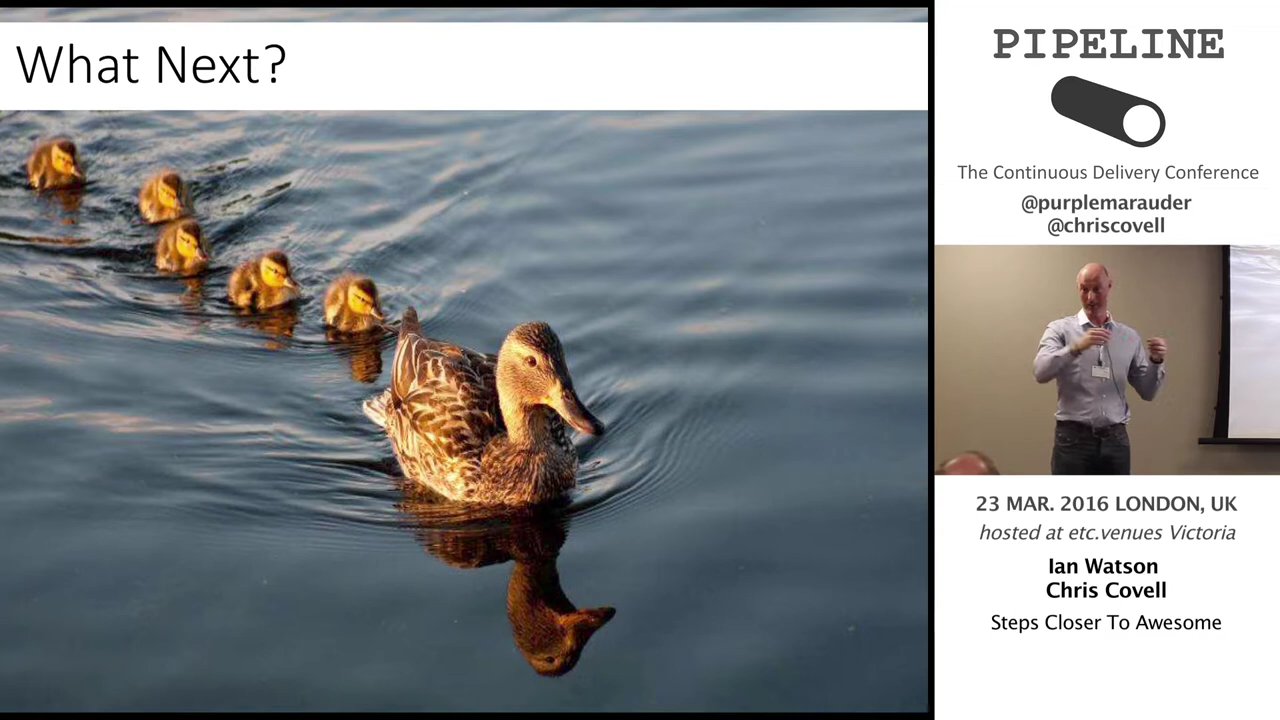 What Next?
PIPELINE
The Continuous Delivery Conference
@purplemarauder
@chriscovell
23 MAR. 2016 LONDON, UK
hosted at etc.venues Victoria
Ian Watson
Chris Covell
Steps Closer To Awesome